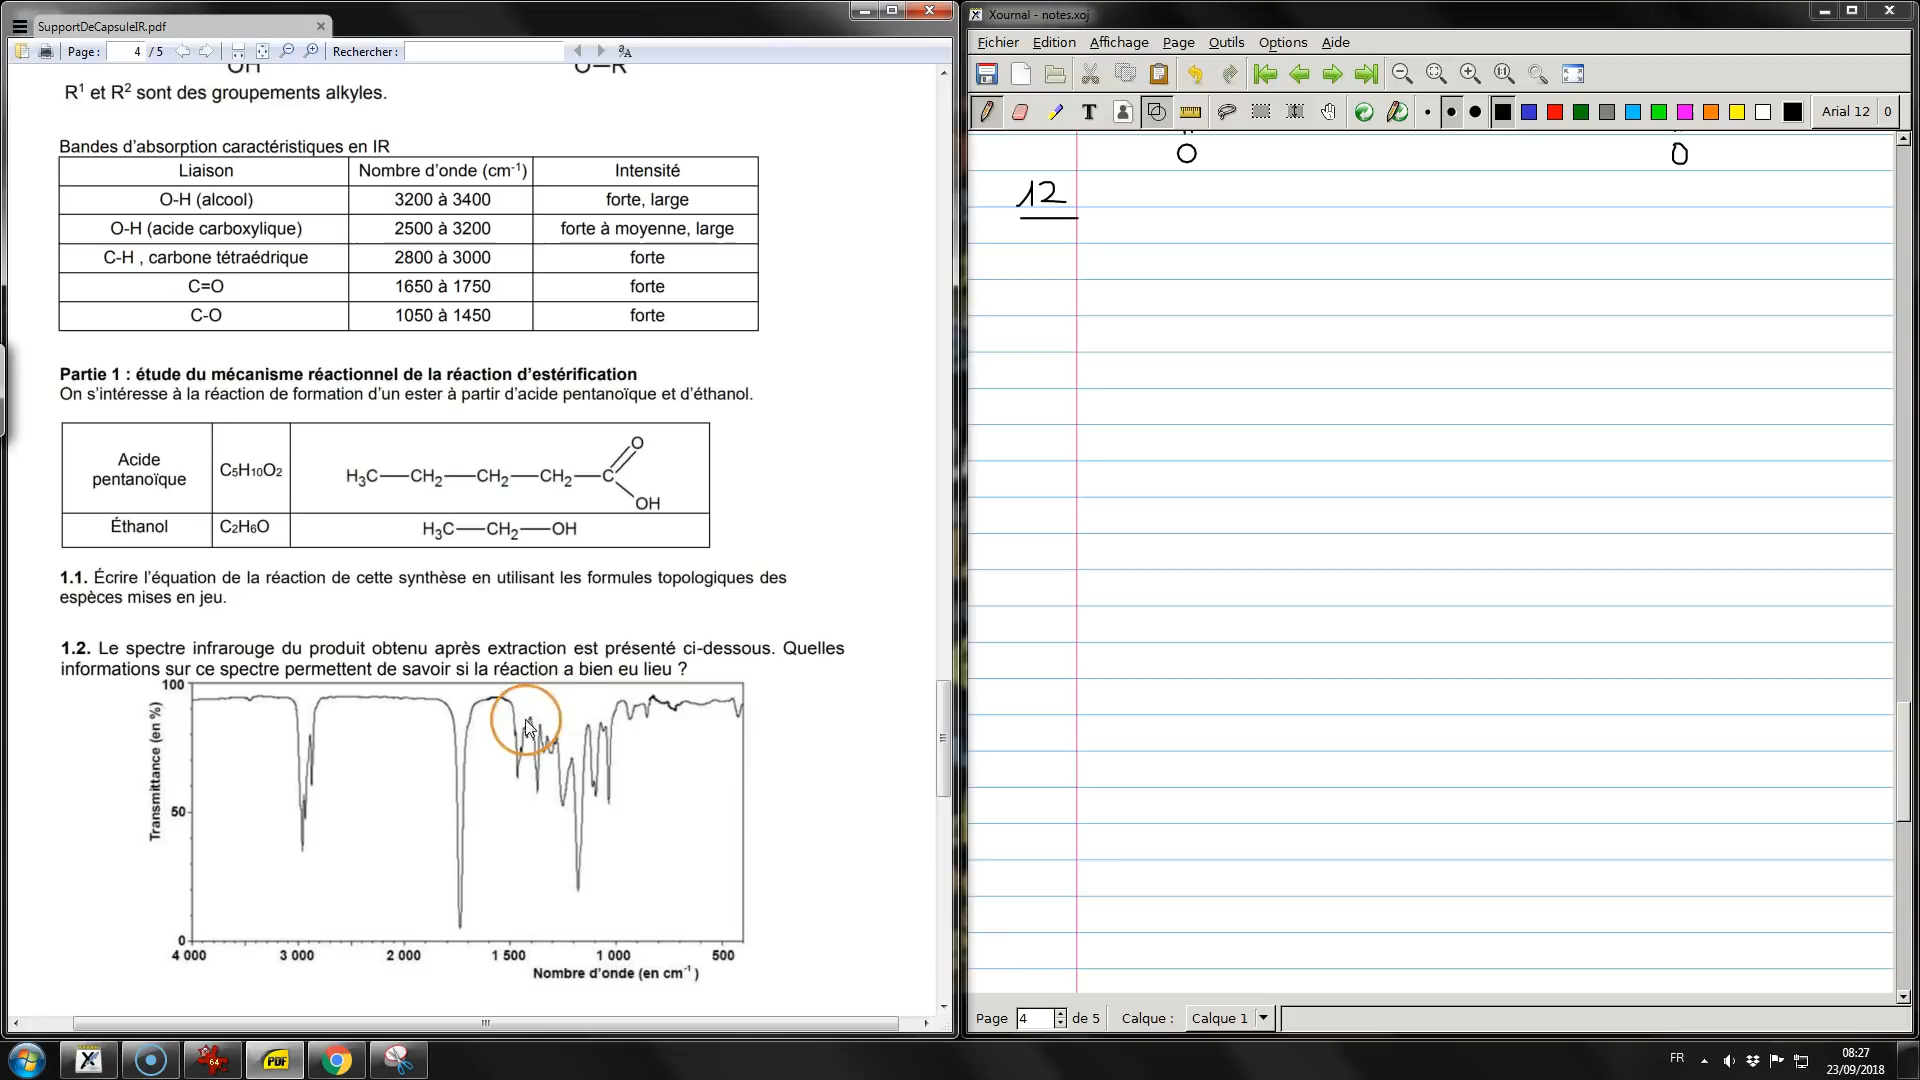 SupportDeCapsuleIR.pdf
Page: 4 / 5 Rechercher:
OH O—R
R¹ et R² sont des groupements alkyles.
Bandes d'absorption caractéristiques en IR
Liaison Nombre d'onde (cm⁻¹) Intensité
O-H (alcool) 3200 à 3400 forte, large
O-H (acide carboxylique) 2500 à 3200 forte à moyenne, large
C-H , carbone tétraédrique 2800 à 3000 forte
C=O 1650 à 1750 forte
C-O 1050 à 1450 forte
Partie 1 : étude du mécanisme réactionnel de la réaction d'estérification
On s'intéresse à la réaction de formation d'un ester à partir d'acide pentanoïque et d'éthanol.
Acide pentanoïque C₅H₁₀O₂ H₃C—CH₂—CH₂—CH₂—C O OH
Éthanol C₂H₆O H₃C—CH₂—OH
1.1. Écrire l'équation de la réaction de cette synthèse en utilisant les formules topologiques des
espèces mises en jeu.
1.2. Le spectre infrarouge du produit obtenu après extraction est présenté ci-dessous. Quelles
informations sur ce spectre permettent de savoir si la réaction a bien eu lieu ?
Transmittance (en %)
100
50
0
4 000 3 000 2 000 1 500 1 000 500
Nombre d'onde (en cm⁻¹)
Xournal - notes.xoj
Fichier Edition Affichage Page Outils Options Aide
T Arial 12 0
O O
12
Page 4 de 5 Calque : Calque 1
64 PDF
FR 08:27
23/09/2018